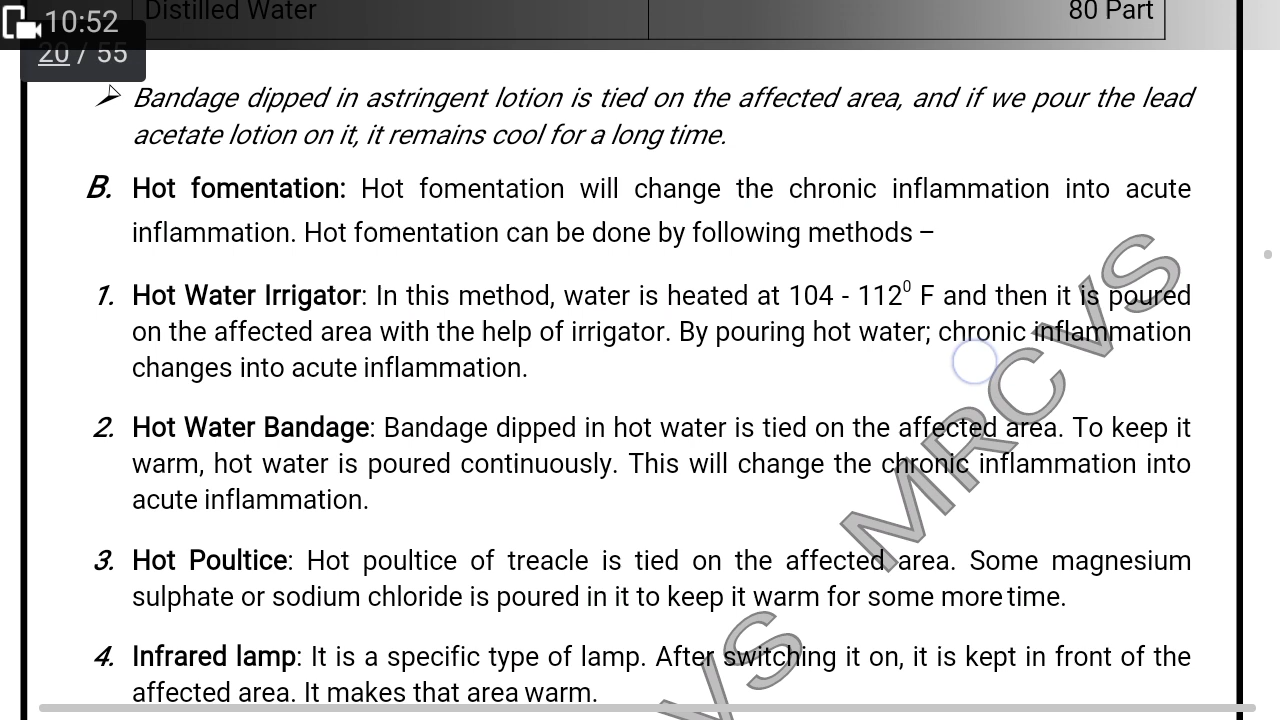 Distilled Water 80 Part
10:52
20 / 55
➢ Bandage dipped in astringent lotion is tied on the affected area, and if we pour the lead
acetate lotion on it, it remains cool for a long time.
B. Hot fomentation: Hot fomentation will change the chronic inflammation into acute
inflammation. Hot fomentation can be done by following methods –
1. Hot Water Irrigator: In this method, water is heated at 104 - 112⁰ F and then it is poured
on the affected area with the help of irrigator. By pouring hot water; chronic inflammation
changes into acute inflammation.
2. Hot Water Bandage: Bandage dipped in hot water is tied on the affected area. To keep it
warm, hot water is poured continuously. This will change the chronic inflammation into
acute inflammation.
3. Hot Poultice: Hot poultice of treacle is tied on the affected area. Some magnesium
sulphate or sodium chloride is poured in it to keep it warm for some more time.
4. Infrared lamp: It is a specific type of lamp. After switching it on, it is kept in front of the
affected area. It makes that area warm.
MRCVS
VS